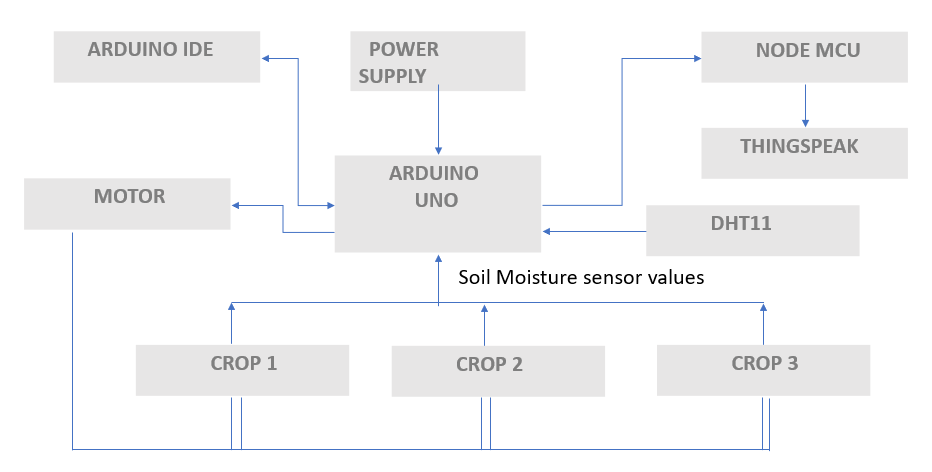 ARDUINO IDE
POWER
SUPPLY
NODE MCU
THINGSPEAK
ARDUINO
UNO
MOTOR
DHT11
Soil Moisture sensor values
CROP 1
CROP 2
CROP 3